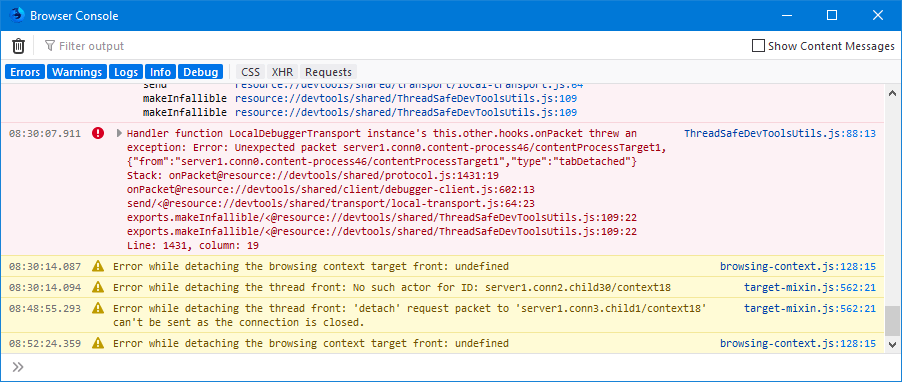 Browser Console
Filter output
Show Content Messages
Errors Warnings Logs Info Debug CSS XHR Requests
send resource://devtools/shared/transport/local-transport.js:64
makeInfallible resource://devtools/shared/ThreadSafeDevToolsUtils.js:109
makeInfallible resource://devtools/shared/ThreadSafeDevToolsUtils.js:109
08:30:07.911 Handler function LocalDebuggerTransport instance's this.other.hooks.onPacket threw an ThreadSafeDevToolsUtils.js:88:13
exception: Error: Unexpected packet server1.conn0.content-process46/contentProcessTarget1,
{"from":"server1.conn0.content-process46/contentProcessTarget1","type":"tabDetached"}
Stack: onPacket@resource://devtools/shared/protocol.js:1431:19
onPacket@resource://devtools/shared/client/debugger-client.js:602:13
send/<@resource://devtools/shared/transport/local-transport.js:64:23
exports.makeInfallible/<@resource://devtools/shared/ThreadSafeDevToolsUtils.js:109:22
exports.makeInfallible/<@resource://devtools/shared/ThreadSafeDevToolsUtils.js:109:22
Line: 1431, column: 19
08:30:14.087 Error while detaching the browsing context target front: undefined browsing-context.js:128:15
08:30:14.094 Error while detaching the thread front: No such actor for ID: server1.conn2.child30/context18 target-mixin.js:562:21
08:48:55.293 Error while detaching the thread front: 'detach' request packet to 'server1.conn3.child1/context18' target-mixin.js:562:21
can't be sent as the connection is closed.
08:52:24.359 Error while detaching the browsing context target front: undefined browsing-context.js:128:15